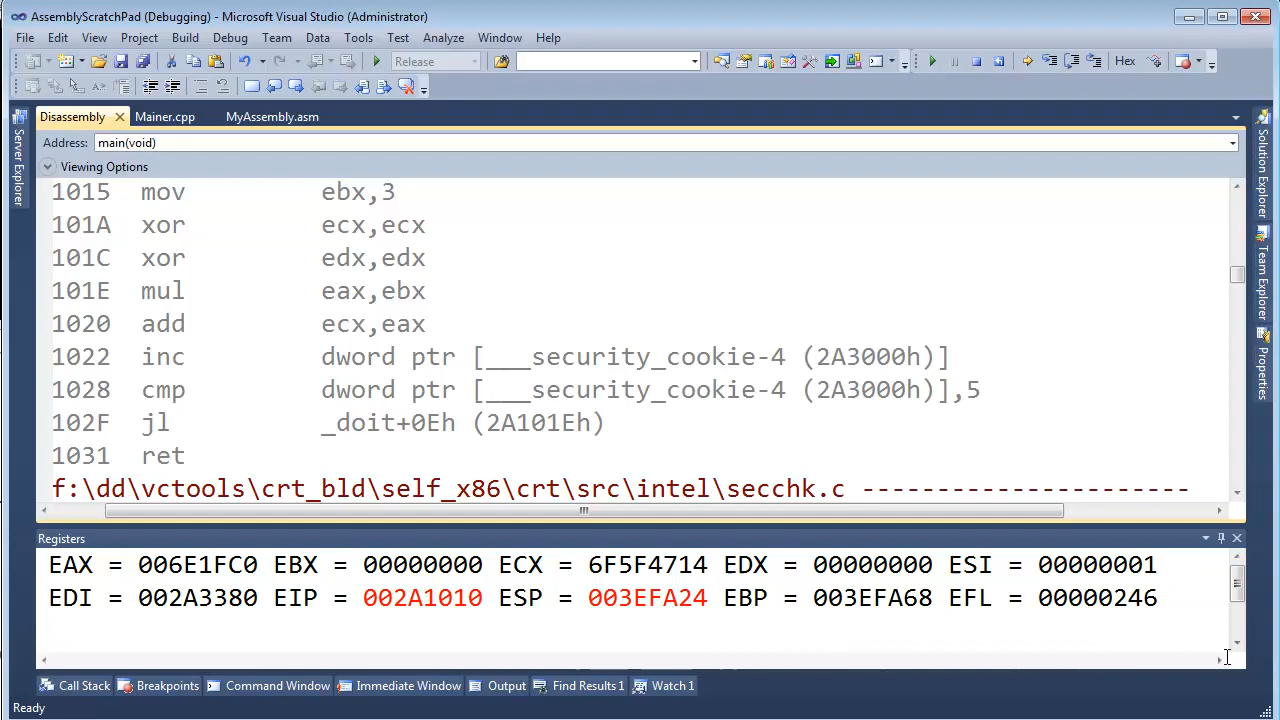 AssemblyScratchPad (Debugging) - Microsoft Visual Studio (Administrator)
File Edit View Project Build Debug Team Data Tools Test Analyze Window Help
Release Hex
Disassembly Mainer.cpp MyAssembly.asm
Address: main(void)
Viewing Options
1015 mov ebx,3
101A xor ecx,ecx
101C xor edx,edx
101E mul eax,ebx
1020 add ecx,eax
1022 inc dword ptr [___security_cookie-4 (2A3000h)]
1028 cmp dword ptr [___security_cookie-4 (2A3000h)],5
102F jl _doit+0Eh (2A101Eh)
1031 ret
f:\dd\vctools\crt_bld\self_x86\crt\src\intel\secchk.c ----------------------
Registers
EAX = 006E1FC0 EBX = 00000000 ECX = 6F5F4714 EDX = 00000000 ESI = 00000001
EDI = 002A3380 EIP = 002A1010 ESP = 003EFA24 EBP = 003EFA68 EFL = 00000246
Call Stack Breakpoints Command Window Immediate Window Output Find Results 1 Watch 1
Ready
Server Explorer
Solution Explorer
Team Explorer
Properties